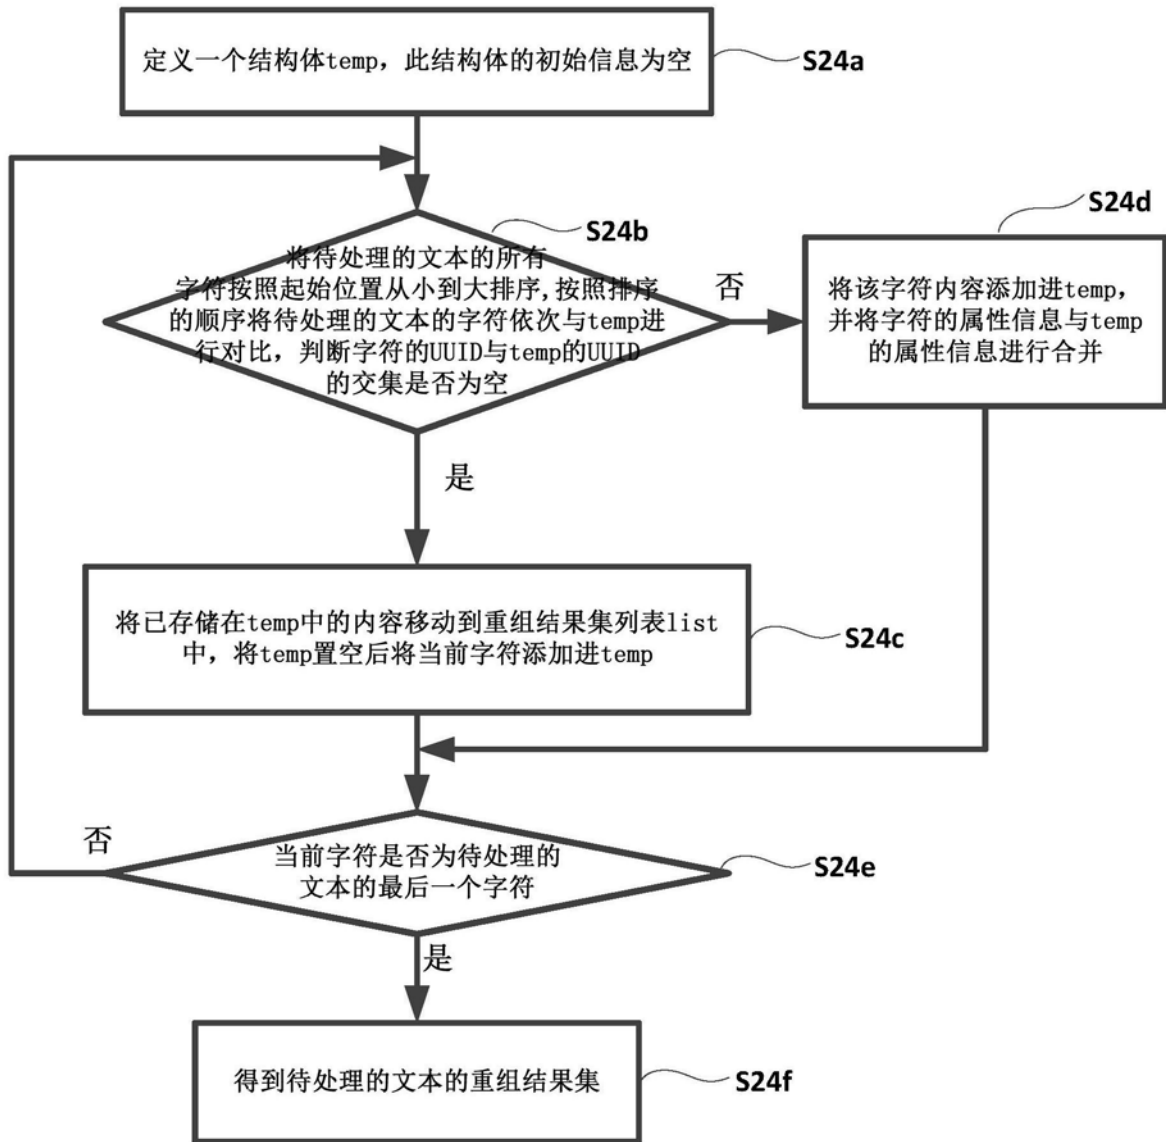 定义一个结构体temp，此结构体的初始信息为空
S24a
S24b
将待处理的文本的所有
字符按照起始位置从小到大排序,按照排序
的顺序将待处理的文本的字符依次与temp进
行对比，判断字符的UUID与temp的UUID
的交集是否为空
否
S24d
将该字符内容添加进temp，
并将字符的属性信息与temp
的属性信息进行合并
是
将已存储在temp中的内容移动到重组结果集列表list
中，将temp置空后将当前字符添加进temp
S24c
否
当前字符是否为待处理的
文本的最后一个字符
S24e
是
得到待处理的文本的重组结果集
S24f